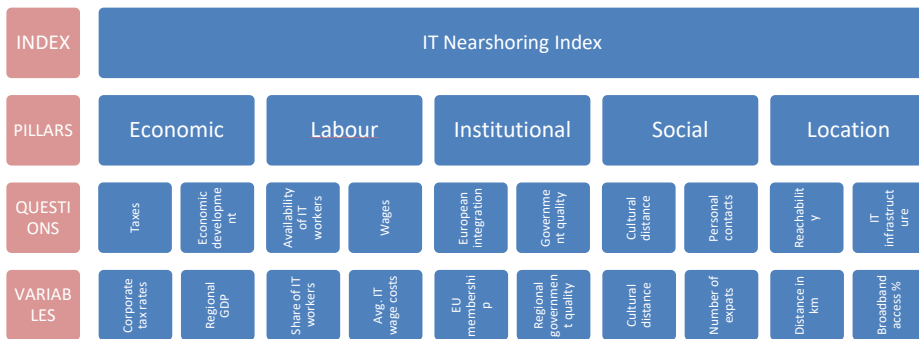 INDEX
IT Nearshoring Index
PILLARS
Economic
Labour
Institutional
Social
Location
QUESTI
ONS
Taxes
Economic
developme
nt
Availability
of IT
workers
Wages
European
integration
Governme
nt quality
Cultural
distance
Personal
contacts
Reachabilit
y
IT
infrastruct
ure
VARIAB
LES
Corporate
tax rates
Regional
GDP
Share of IT
workers
Avg. IT
wage costs
EU
membershi
p
Regional
governmen
t quality
Cultural
distance
Number of
expats
Distance in
km
Broadband
access %